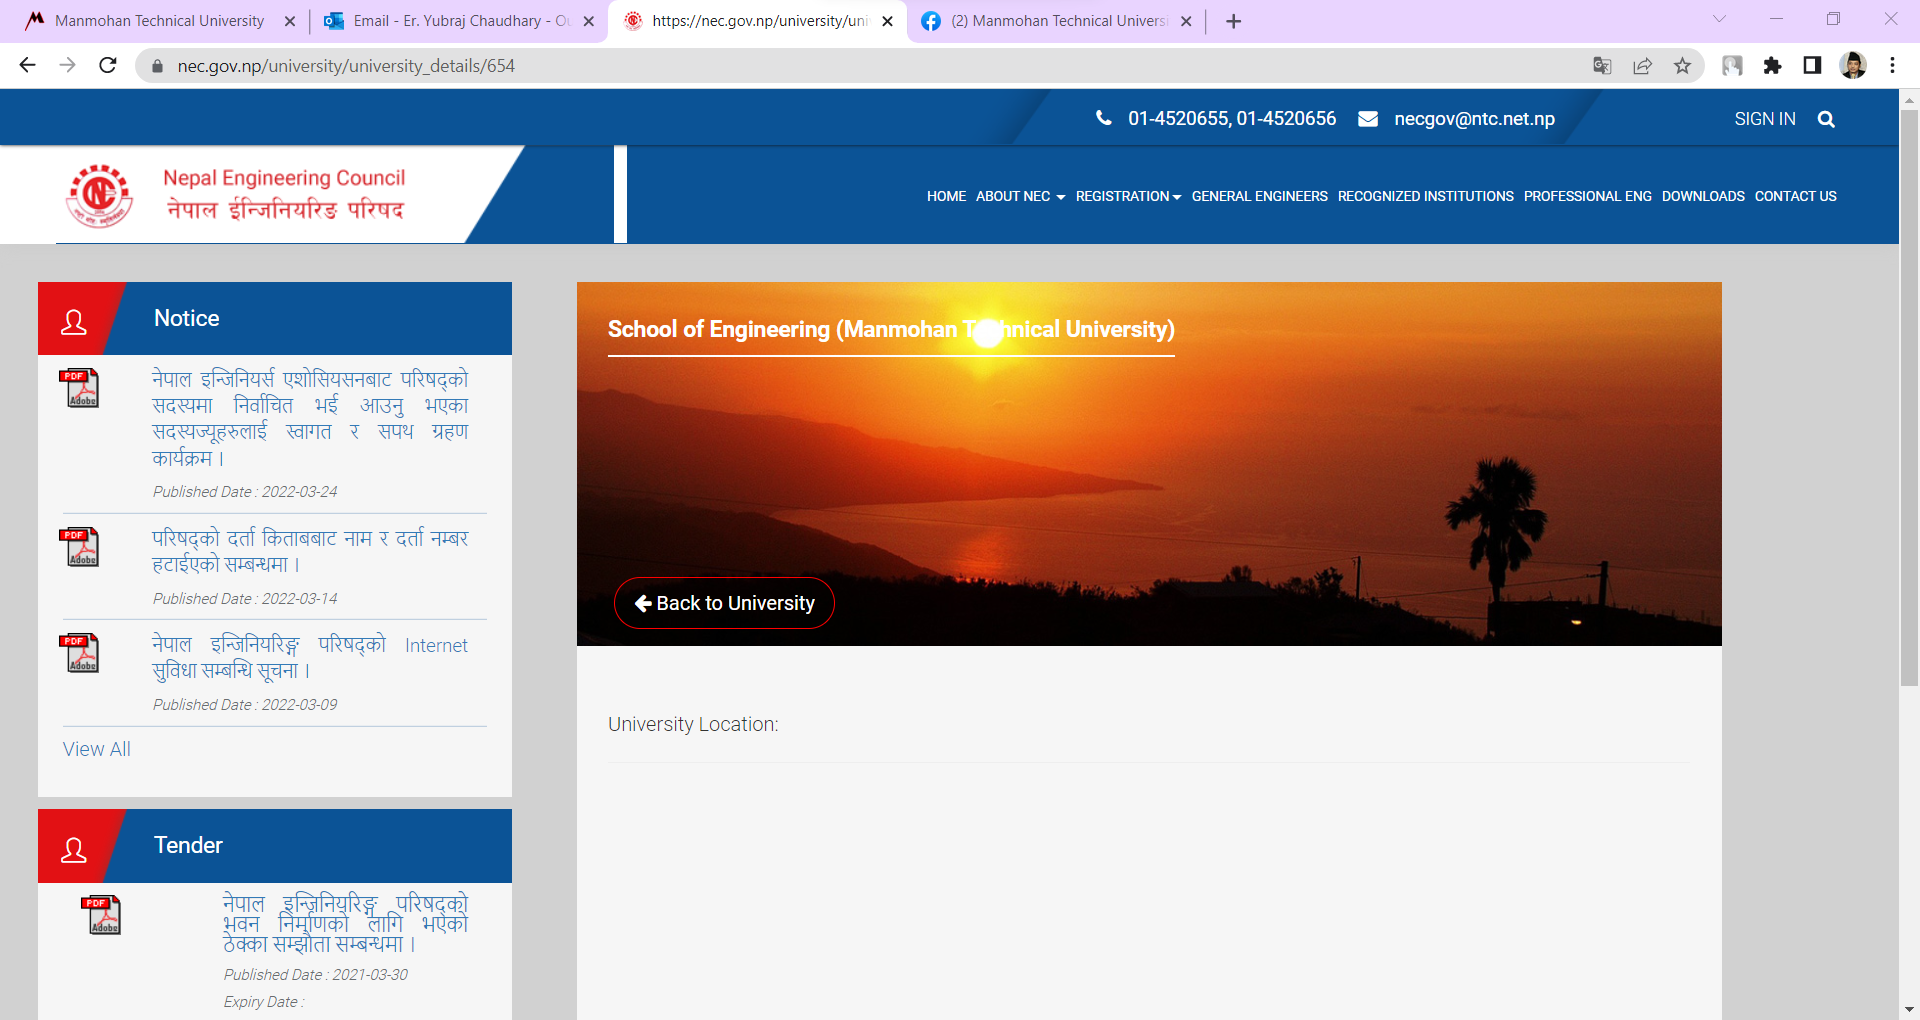 Manmohan Technical University
Email - Er. Yubraj Chaudhary - Ou
https://nec.gov.np/university/uni
(2) Manmohan Technical Universi
nec.gov.np/university/university_details/654
01-4520655, 01-4520656
necgov@ntc.net.np
SIGN IN
Nepal Engineering Council
नेपाल ईन्जिनियरिङ परिषद
HOME ABOUT NEC REGISTRATION GENERAL ENGINEERS RECOGNIZED INSTITUTIONS PROFESSIONAL ENG DOWNLOADS CONTACT US
Notice
PDF
Adobe
नेपाल इन्जिनियर्स एशोसियसनबाट परिषद्को
सदस्यमा निर्वाचित भई आउनु भएका
सदस्यज्यूहरुलाई स्वागत र सपथ ग्रहण
कार्यक्रम ।
Published Date : 2022-03-24
PDF
Adobe
परिषद्को दर्ता किताबबाट नाम र दर्ता नम्बर
हटाईएको सम्बन्धमा ।
Published Date : 2022-03-14
PDF
Adobe
नेपाल इन्जिनियरिङ्ग परिषद्को Internet
सुविधा सम्बन्धि सूचना ।
Published Date : 2022-03-09
View All
Tender
PDF
Adobe
नेपाल इन्जिनियरिङ्ग परिषद्को
भवन निर्माणको लागि भएको
ठेक्का सम्झौता सम्बन्धमा ।
Published Date : 2021-03-30
Expiry Date :
School of Engineering (Manmohan Technical University)
Back to University
University Location: